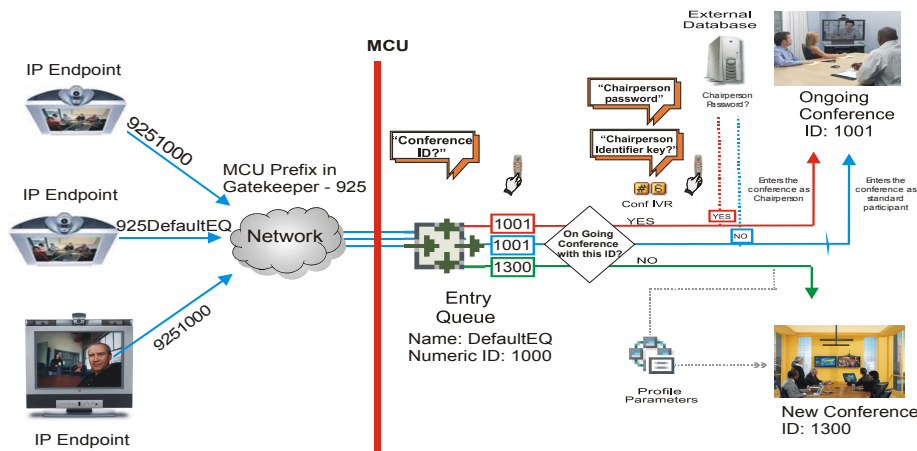 IP Endpoint
9251000
IP Endpoint
925DefaultEQ
9251000
IP Endpoint
MCU Prefix in
Gatekeeper - 925
Network
MCU
“Conference
ID?”
Entry
Queue
Name: DefaultEQ
Numeric ID: 1000
1001
1001
1300
“Chairperson
password”
“Chairperson
Identifier key?”
# 6
Conf IVR
On Going
Conference
with this ID?
YES
NO
External
Database
Chairperson
Password?
YES
NO
Ongoing
Conference
ID: 1001
Enters the
conference as
Chairperson
Enters the
conference as
standard
participant
Profile
Parameters
New Conference
ID: 1300